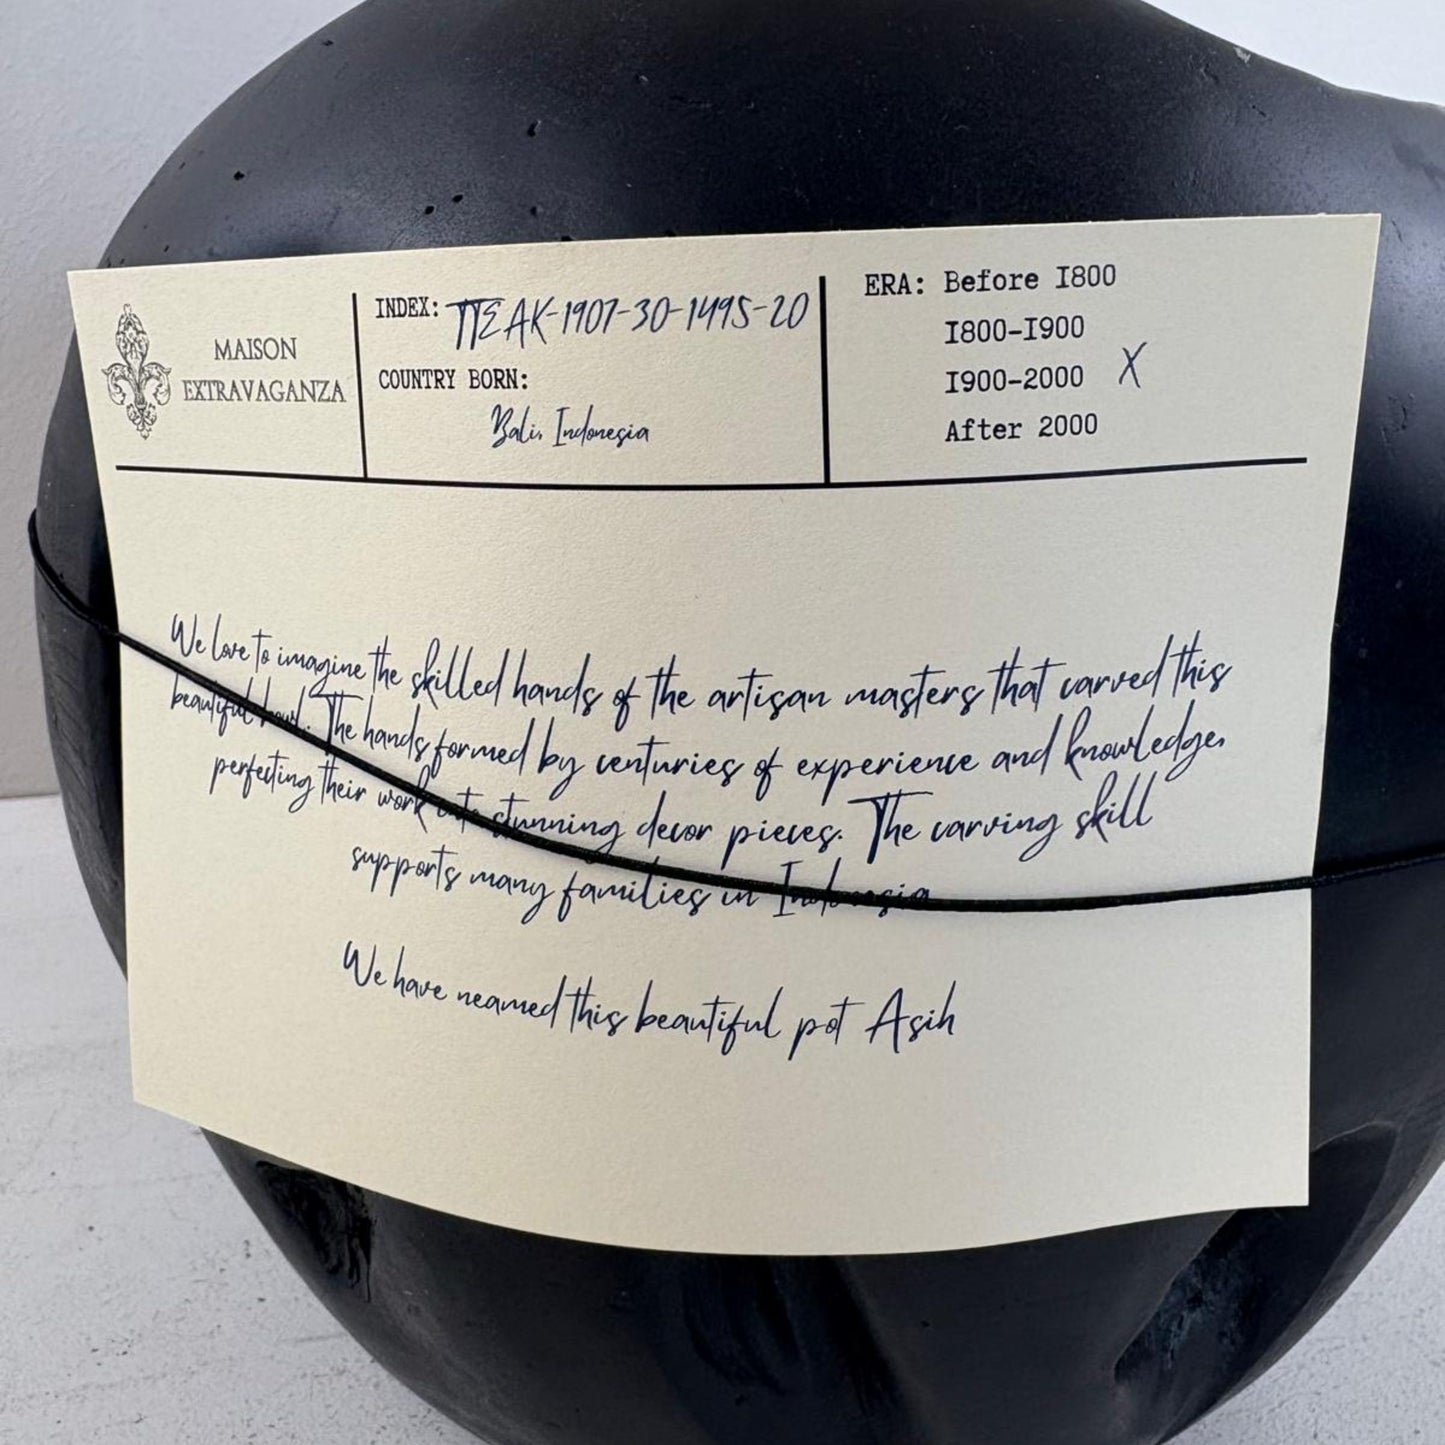 MAISON
EXTRAVAGANZA
INDEX: TTEAK-1907-30-1495-20
COUNTRY BORN:
Bali, Indonesia
ERA: Before I800
I800-I900
I900-2000 X
After 2000
We love to imagine the skilled hands of the artisan masters that carved this
beautiful bowl. The hands formed by centuries of experience and knowledge,
perfecting their work into stunning decor pieces. The carving skill
supports many families in Indonesia
We have neamed this beautiful pot Asih